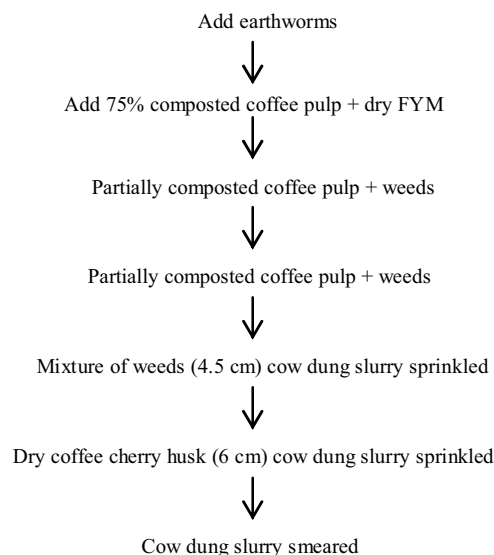 Add earthworms
Add 75% composted coffee pulp + dry FYM
Partially composted coffee pulp + weeds
Partially composted coffee pulp + weeds
Mixture of weeds (4.5 cm) cow dung slurry sprinkled
Dry coffee cherry husk (6 cm) cow dung slurry sprinkled
Cow dung slurry smeared